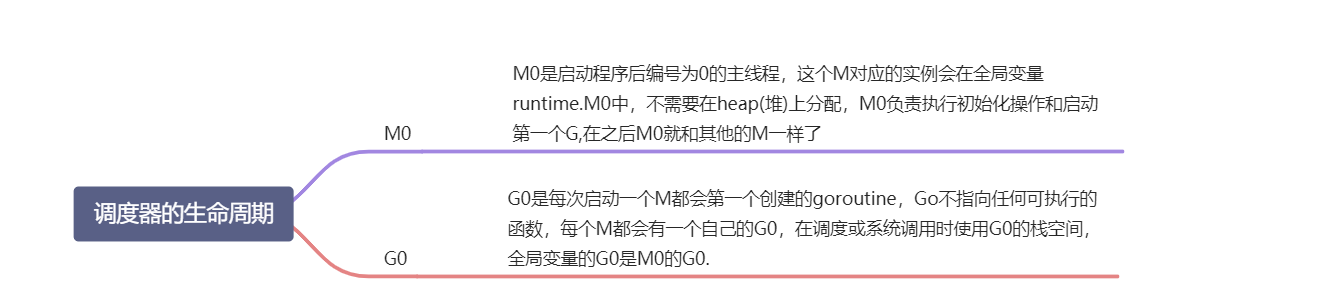 M0是启动程序后编号为0的主线程，这个M对应的实例会在全局变量
runtime.M0中，不需要在heap(堆)上分配，M0负责执行初始化操作和启动
第一个G,在之后M0就和其他的M一样了
M0
调度器的生命周期
G0是每次启动一个M都会第一个创建的goroutine，Go不指向任何可执行的
函数，每个M都会有一个自己的G0，在调度或系统调用时使用G0的栈空间，
全局变量的G0是M0的G0.
G0